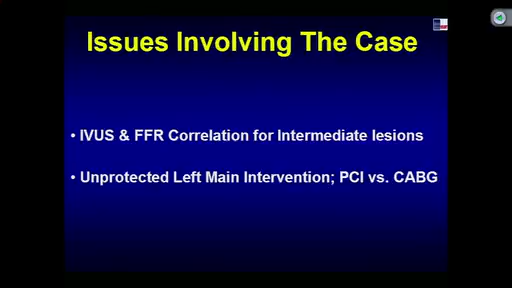 Issues Involving The Case
• IVUS & FFR Correlation for Intermediate lesions
• Unprotected Left Main Intervention; PCI vs. CABG